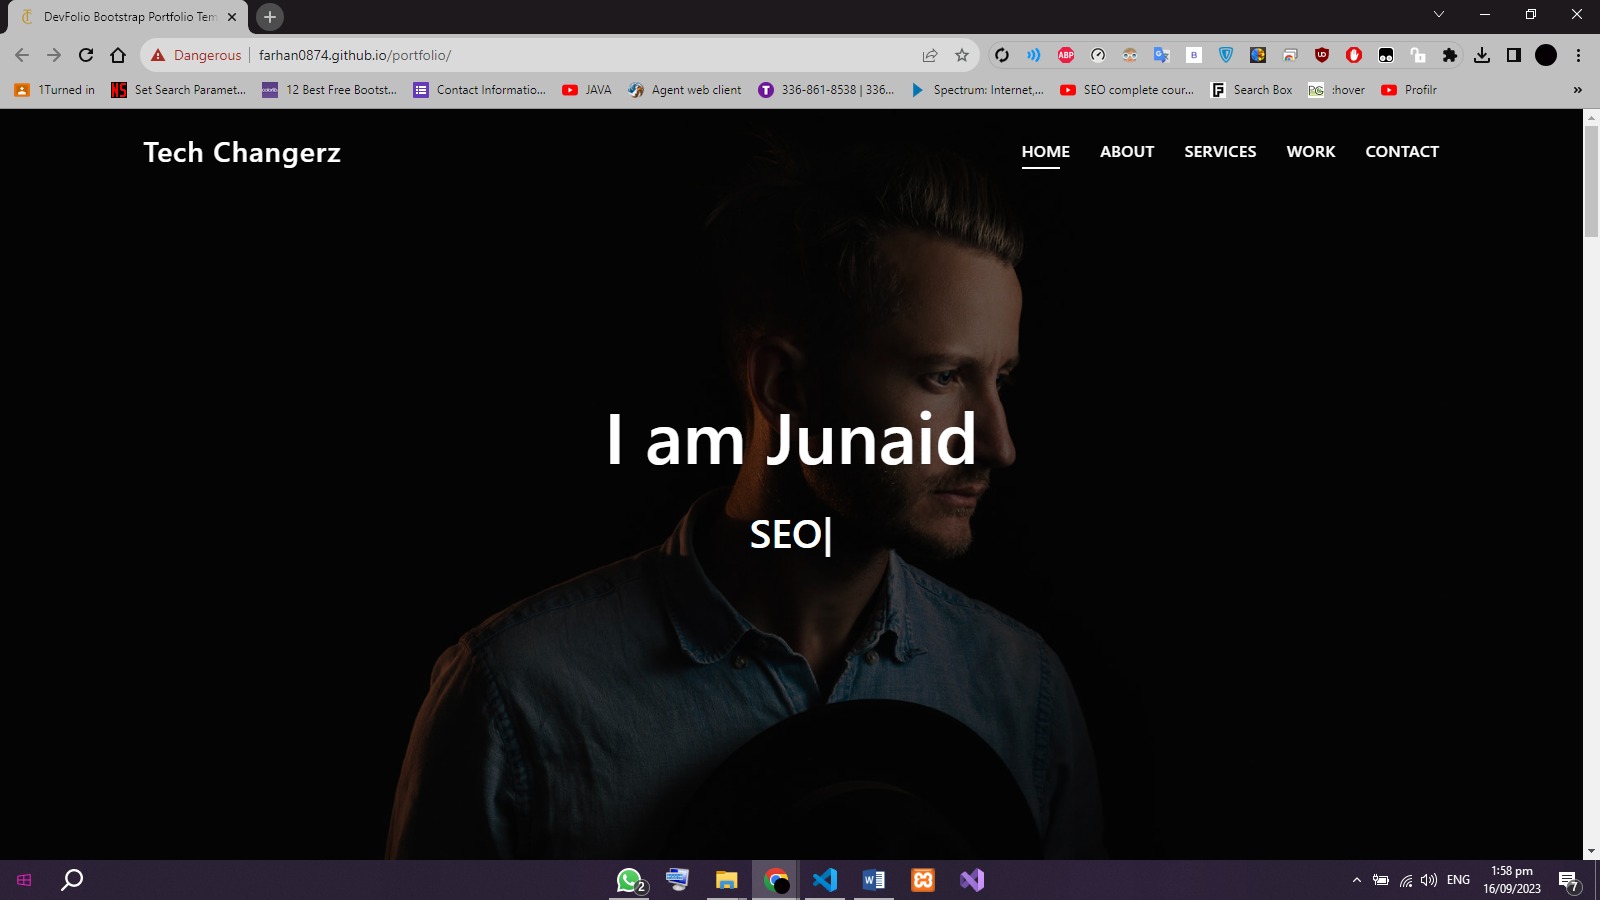 DevFolio Bootstrap Portfolio Tem
Dangerous farhan0874.github.io/portfolio/
1Turned in Set Search Paramet... 12 Best Free Bootst... Contact Informatio... JAVA Agent web client 336-861-8538 | 336... Spectrum: Internet,... SEO complete cour... Search Box :hover Profilr »
Tech Changerz HOME ABOUT SERVICES WORK CONTACT
I am Junaid
SEO|
2
ENG 1:58 pm
16/09/2023 7